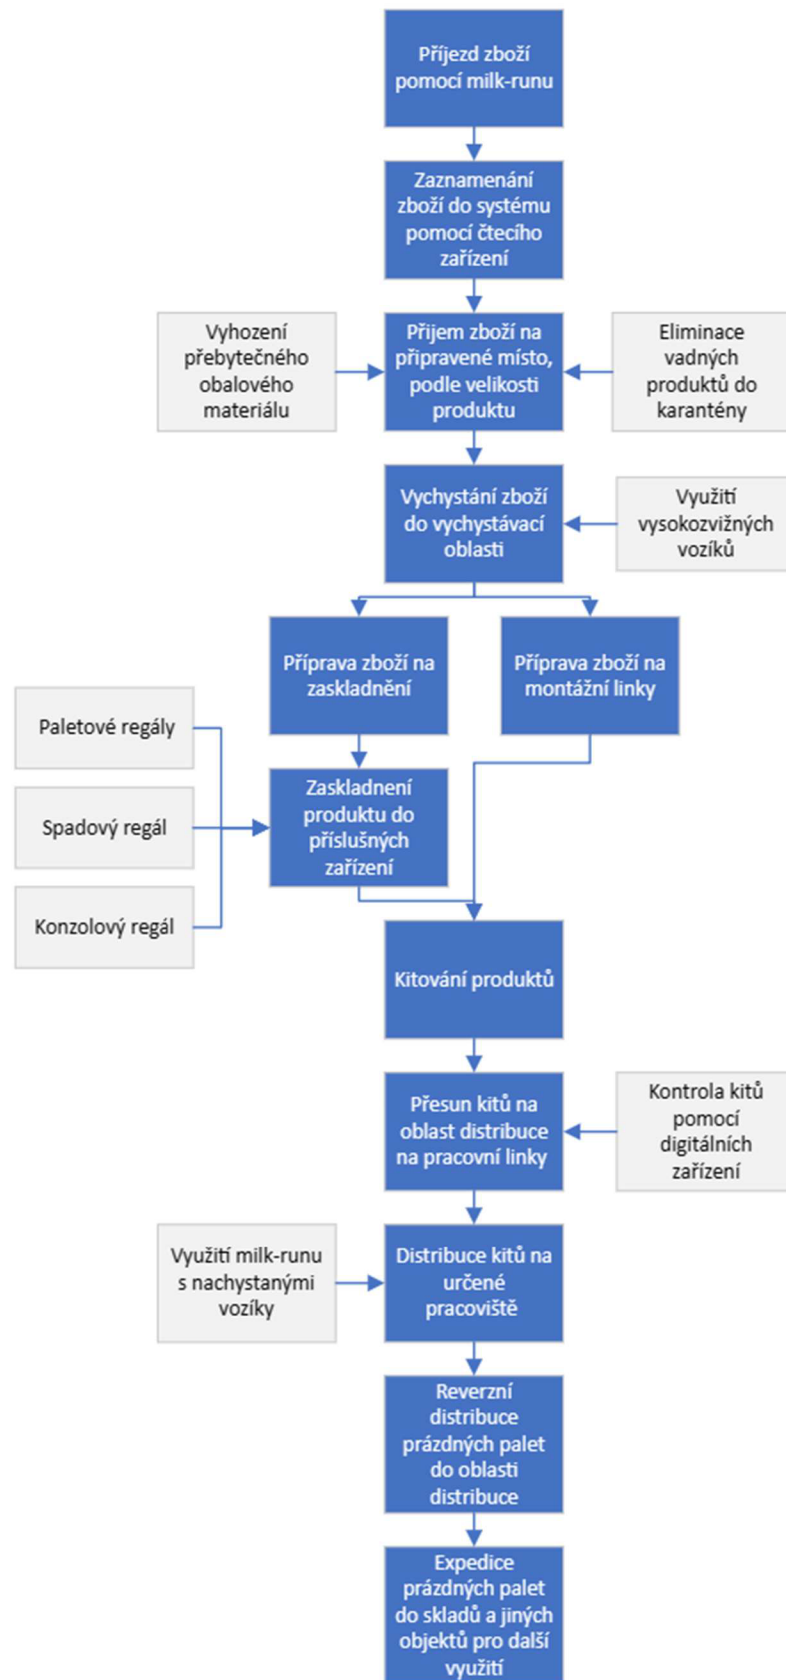 Příjezd zboží
pomocí milk-runu
Zaznamenání
zboží do systému
pomocí čtecího
zařízení
Vyhození
přebytečného
obalového
materiálu
Přijem zboží na
připravené místo,
podle velikosti
produktu
Eliminace
vadných
produktů do
karantény
Vychystání zboží
do vychystávací
oblasti
Využití
vysokozvižných
vozíků
Příprava zboží na
zaskladnění
Příprava zboží na
montážní linky
Paletové regály
Spadový regál
Konzolový regál
Zaskladnení
produktu do
příslušných
zařízení
Kitování produktů
Přesun kitů na
oblast distribuce
na pracovní linky
Kontrola kitů
pomocí
digitálních
zařízení
Využití milk-runu
s nachystanými
vozíky
Distribuce kitů na
určené
pracoviště
Reverzní
distribuce
prázdných palet
do oblasti
distribuce
Expedice
prázdných palet
do skladů a jiných
objektů pro další
využití